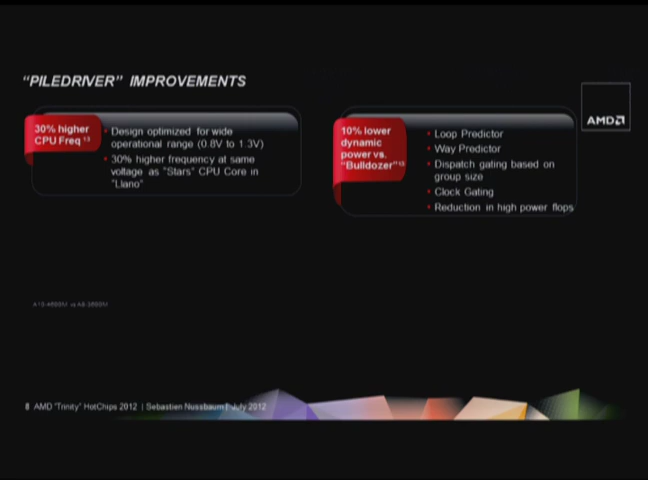 “PILEDRIVER” IMPROVEMENTS
AMD
30% higher
CPU Freq
Design optimized for wide
operational range (0.8V to 1.3V)
30% higher frequency at same
voltage as "Stars" CPU Core in
"Llano"
10% lower
dynamic
power vs.
“Bulldozer”
Loop Predictor
Way Predictor
Dispatch gating based on
group size
Clock Gating
Reduction in high power flops
8 AMD "Trinity" HotChips 2012 | Sebastien Nussbaum | July 2012